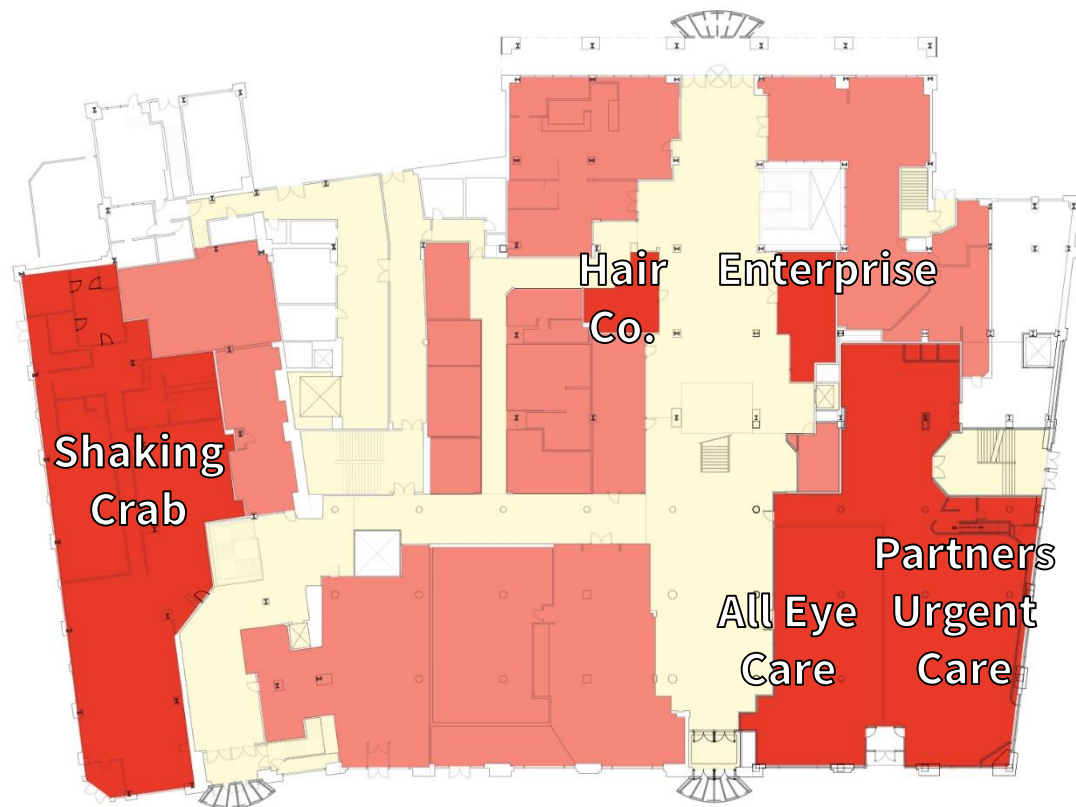 Hair
Co.
Enterprise
Shaking
Crab
Partners
Urgent
Care
All Eye
Care